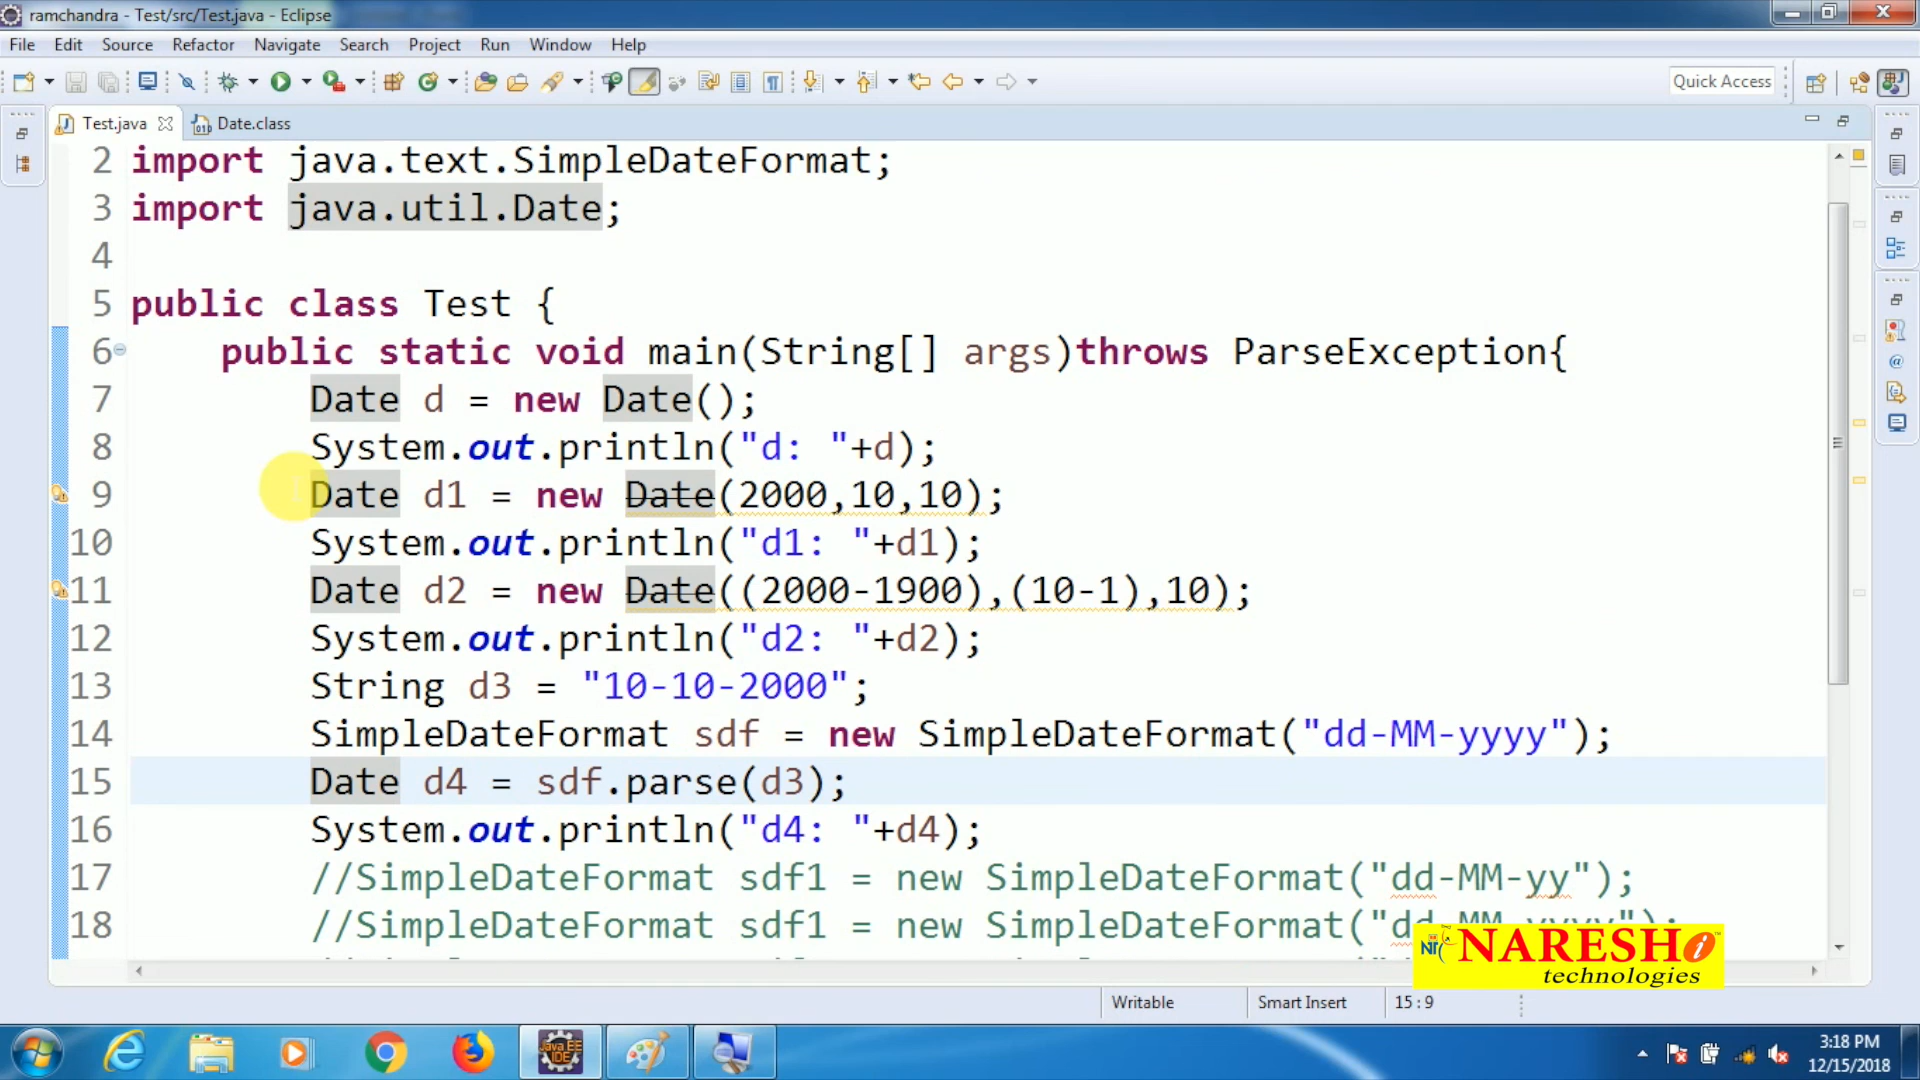 ramchandra - Test/src/Test.java - Eclipse
File Edit Source Refactor Navigate Search Project Run Window Help
Quick Access
Test.java Date.class
2 import java.text.SimpleDateFormat;
3 import java.util.Date;
4
5 public class Test {
6 public static void main(String[] args)throws ParseException{
7 Date d = new Date();
8 System.out.println("d: "+d);
9 Date d1 = new Date(2000,10,10);
10 System.out.println("d1: "+d1);
11 Date d2 = new Date((2000-1900),(10-1),10);
12 System.out.println("d2: "+d2);
13 String d3 = "10-10-2000";
14 SimpleDateFormat sdf = new SimpleDateFormat("dd-MM-yyyy");
15 Date d4 = sdf.parse(d3);
16 System.out.println("d4: "+d4);
17 //SimpleDateFormat sdf1 = new SimpleDateFormat("dd-MM-yy");
18 //SimpleDateFormat sdf1 = new SimpleDateFormat("dd-MM-yyyy");
NARESH i
technologies
Writable Smart Insert 15:9
Java EE
IDE
3:18 PM
12/15/2018